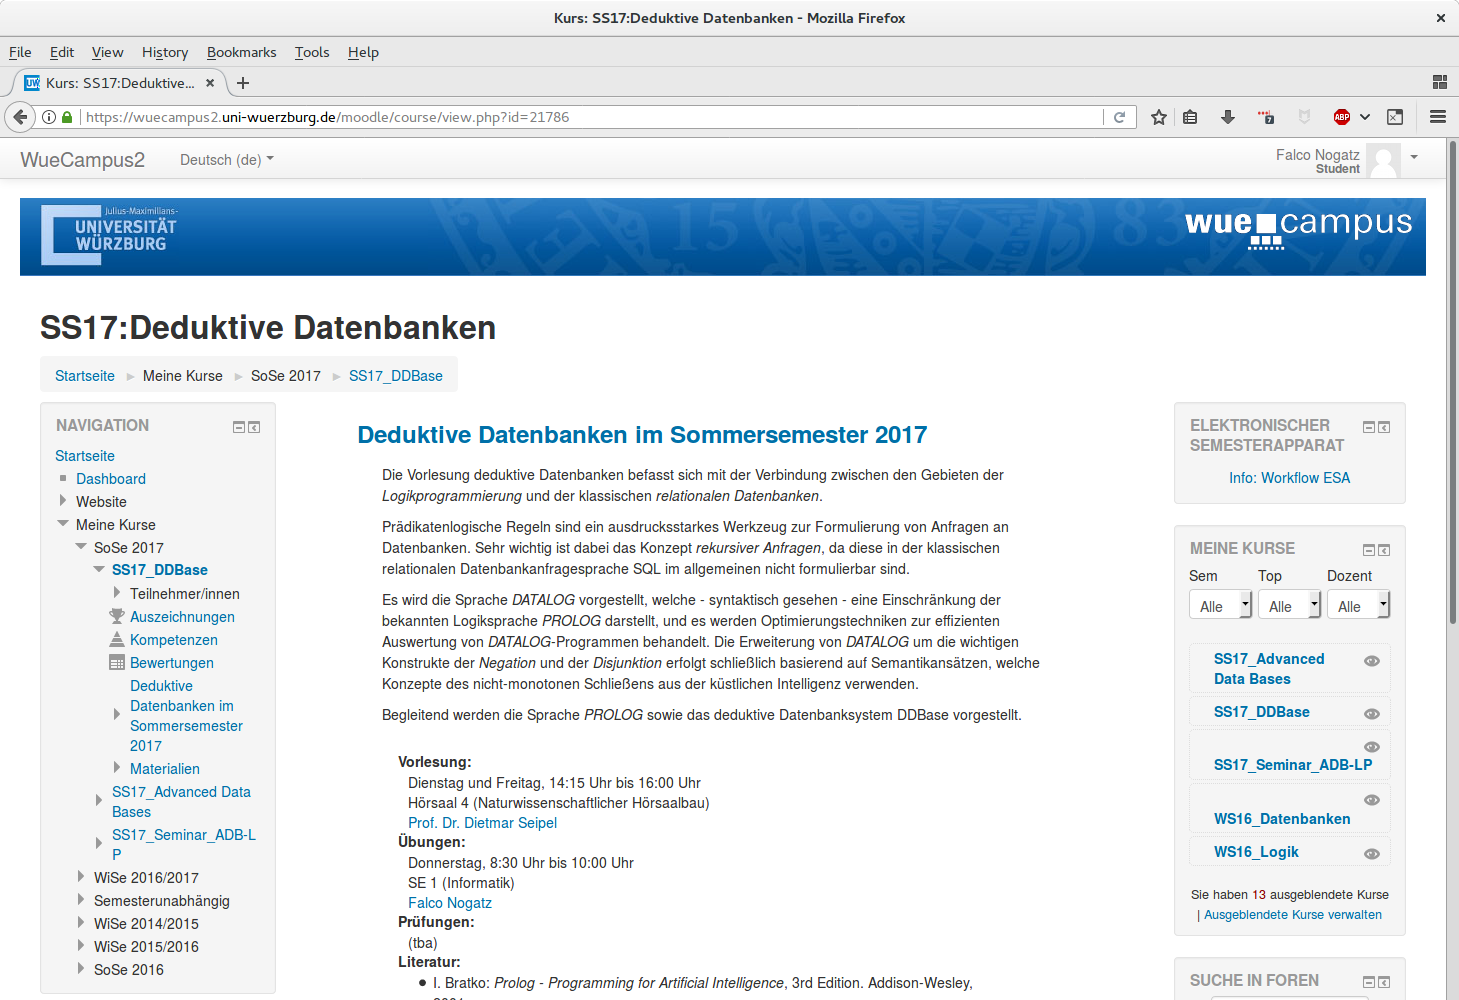 Kurs: SS17:Deduktive Datenbanken - Mozilla Firefox
File Edit View History Bookmarks Tools Help
Kurs: SS17:Deduktive...
https://wuecampus2.uni-wuerzburg.de/moodle/course/view.php?id=21786
ABP
WueCampus2 Deutsch (de)
Falco Nogatz
Student
Julius-Maximilians-
UNIVERSITÄT
WÜRZBURG
wue campus
SS17:Deduktive Datenbanken
Startseite Meine Kurse SoSe 2017 SS17_DDBase
NAVIGATION
Startseite
Dashboard
Website
Meine Kurse
SoSe 2017
SS17_DDBase
Teilnehmer/innen
Auszeichnungen
Kompetenzen
Bewertungen
Deduktive
Datenbanken im
Sommersemester
2017
Materialien
SS17_Advanced Data
Bases
SS17_Seminar_ADB-L
P
WiSe 2016/2017
Semesterunabhängig
WiSe 2014/2015
WiSe 2015/2016
SoSe 2016
Deduktive Datenbanken im Sommersemester 2017
Die Vorlesung deduktive Datenbanken befasst sich mit der Verbindung zwischen den Gebieten der
Logikprogrammierung und der klassischen relationalen Datenbanken.
Prädikatenlogische Regeln sind ein ausdrucksstarkes Werkzeug zur Formulierung von Anfragen an
Datenbanken. Sehr wichtig ist dabei das Konzept rekursiver Anfragen, da diese in der klassischen
relationalen Datenbankanfragesprache SQL im allgemeinen nicht formulierbar sind.
Es wird die Sprache DATALOG vorgestellt, welche - syntaktisch gesehen - eine Einschränkung der
bekannten Logiksprache PROLOG darstellt, und es werden Optimierungstechniken zur effizienten
Auswertung von DATALOG-Programmen behandelt. Die Erweiterung von DATALOG um die wichtigen
Konstrukte der Negation und der Disjunktion erfolgt schließlich basierend auf Semantikansätzen, welche
Konzepte des nicht-monotonen Schließens aus der küstlichen Intelligenz verwenden.
Begleitend werden die Sprache PROLOG sowie das deduktive Datenbanksystem DDBase vorgestellt.
Vorlesung:
Dienstag und Freitag, 14:15 Uhr bis 16:00 Uhr
Hörsaal 4 (Naturwissenschaftlicher Hörsaalbau)
Prof. Dr. Dietmar Seipel
Übungen:
Donnerstag, 8:30 Uhr bis 10:00 Uhr
SE 1 (Informatik)
Falco Nogatz
Prüfungen:
(tba)
Literatur:
I. Bratko: Prolog - Programming for Artificial Intelligence, 3rd Edition. Addison-Wesley,
ELEKTRONISCHER
SEMESTERAPPARAT
Info: Workflow ESA
MEINE KURSE
Sem Top Dozent
Alle Alle Alle
SS17_Advanced
Data Bases
SS17_DDBase
SS17_Seminar_ADB-LP
WS16_Datenbanken
WS16_Logik
Sie haben 13 ausgeblendete Kurse
| Ausgeblendete Kurse verwalten
SUCHE IN FOREN